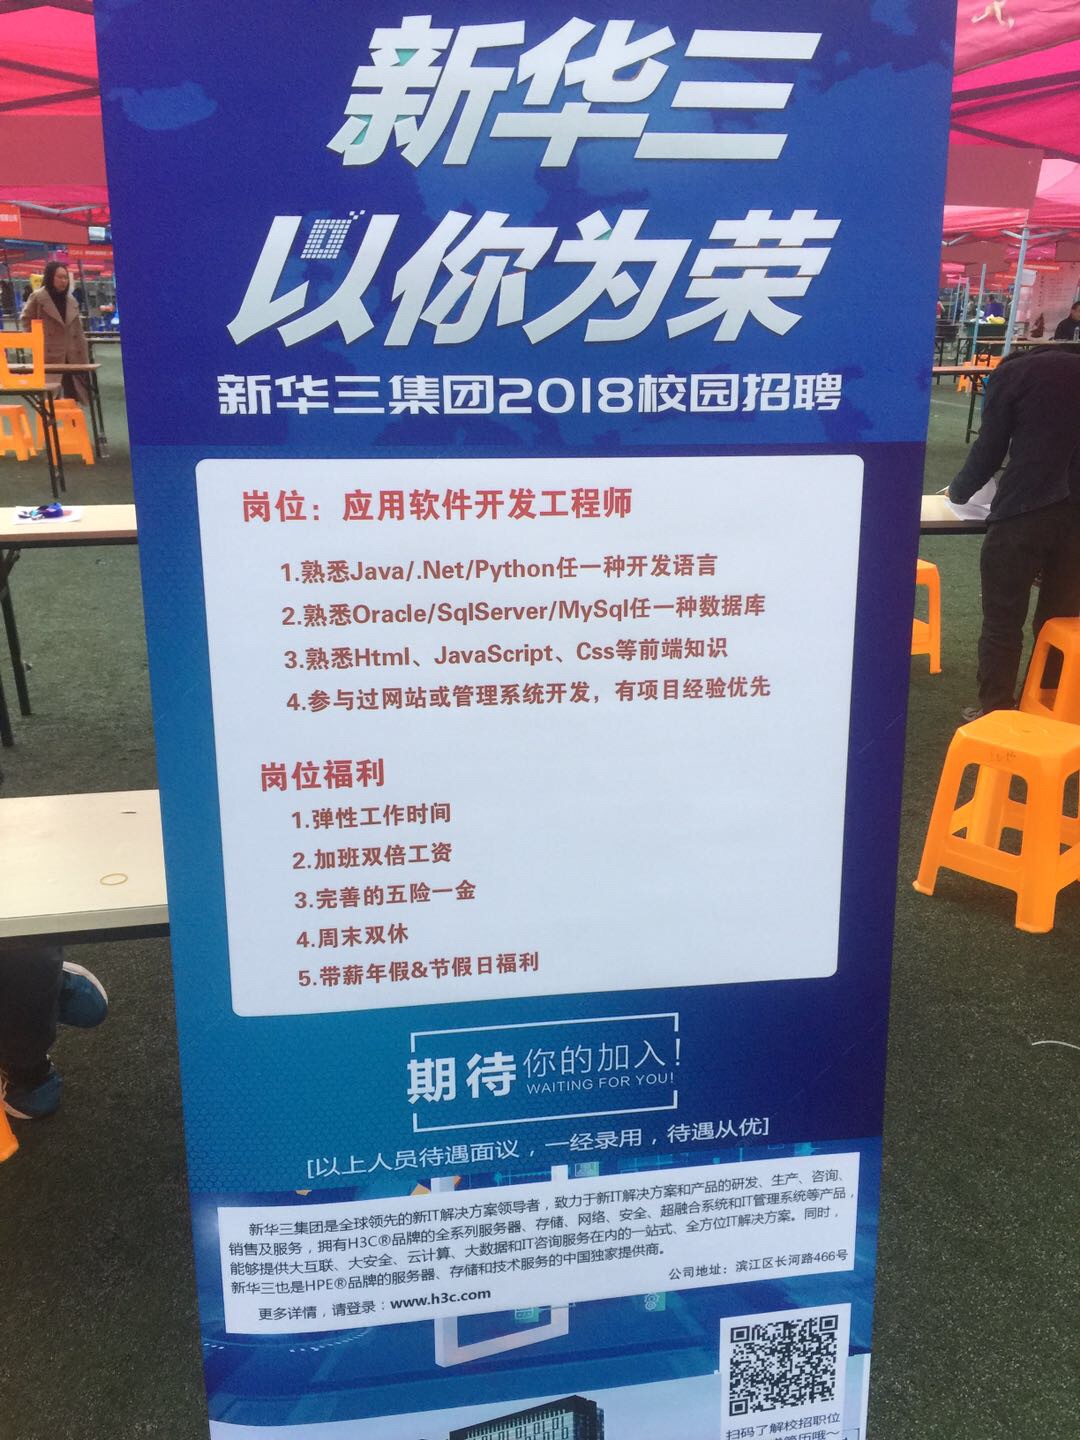 新华三
以你为荣
新华三集团2018校园招聘
岗位：应用软件开发工程师
1.熟悉Java/.Net/Python任一种开发语言
2.熟悉Oracle/SqlServer/MySql任一种数据库
3.熟悉Html、JavaScript、Css等前端知识
4.参与过网站或管理系统开发，有项目经验优先
岗位福利
1.弹性工作时间
2.加班双倍工资
3.完善的五险一金
4.周末双休
5.带薪年假&节假日福利
期待你的加入!
WAITING FOR YOU!
[以上人员待遇面议，一经录用，待遇从优]
新华三集团是全球领先的新IT解决方案领导者，致力于新IT解决方案和产品的研发、生产、咨询、
销售及服务，拥有H3C®品牌的全系列服务器、存储、网络、安全、超融合系统和IT管理系统等产品，
能够提供大互联、大安全、云计算、大数据和IT咨询服务在内的一站式、全方位IT解决方案。同时，
新华三也是HPE®品牌的服务器、存储和技术服务的中国独家提供商。
公司地址：滨江区长河路466号
更多详情，请登录：www.h3c.com
扫码了解校招职位